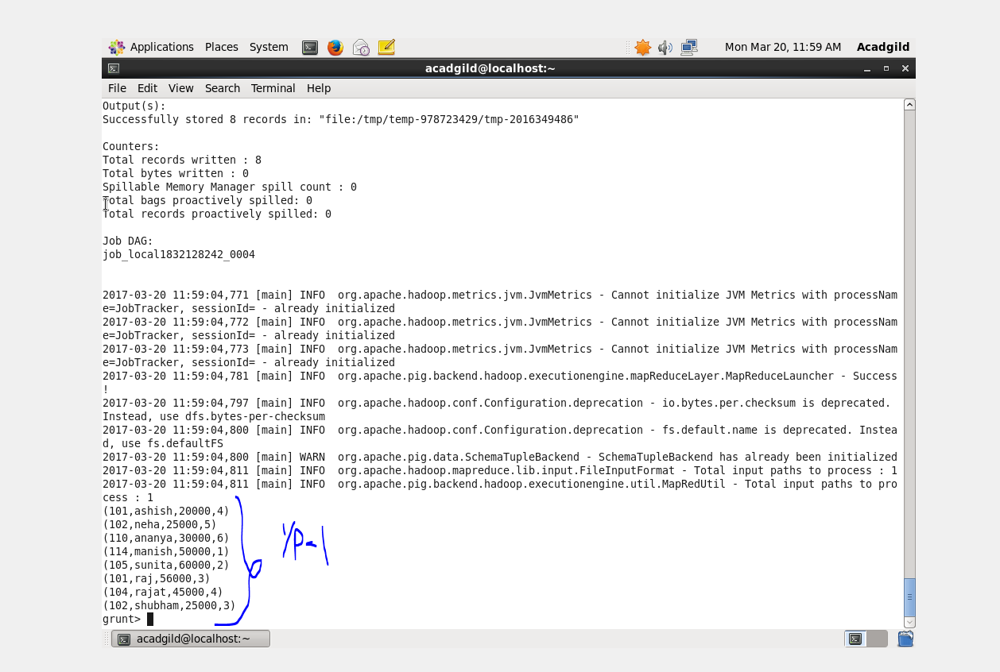 Applications Places System Mon Mar 20, 11:59 AM Acadgild
acadgild@localhost:~
File Edit View Search Terminal Help
Output(s):
Successfully stored 8 records in: "file:/tmp/temp-978723429/tmp-2016349486"
Counters:
Total records written : 8
Total bytes written : 0
Spillable Memory Manager spill count : 0
Total bags proactively spilled: 0
Total records proactively spilled: 0
Job DAG:
job_local1832128242_0004
2017-03-20 11:59:04,771 [main] INFO  org.apache.hadoop.metrics.jvm.JvmMetrics - Cannot initialize JVM Metrics with processNam
e=JobTracker, sessionId= - already initialized
2017-03-20 11:59:04,772 [main] INFO  org.apache.hadoop.metrics.jvm.JvmMetrics - Cannot initialize JVM Metrics with processNam
e=JobTracker, sessionId= - already initialized
2017-03-20 11:59:04,773 [main] INFO  org.apache.hadoop.metrics.jvm.JvmMetrics - Cannot initialize JVM Metrics with processNam
e=JobTracker, sessionId= - already initialized
2017-03-20 11:59:04,781 [main] INFO  org.apache.pig.backend.hadoop.executionengine.mapReduceLayer.MapReduceLauncher - Success
!
2017-03-20 11:59:04,797 [main] INFO  org.apache.hadoop.conf.Configuration.deprecation - io.bytes.per.checksum is deprecated.
Instead, use dfs.bytes-per-checksum
2017-03-20 11:59:04,800 [main] INFO  org.apache.hadoop.conf.Configuration.deprecation - fs.default.name is deprecated. Instea
d, use fs.defaultFS
2017-03-20 11:59:04,800 [main] WARN  org.apache.pig.data.SchemaTupleBackend - SchemaTupleBackend has already been initialized
2017-03-20 11:59:04,811 [main] INFO  org.apache.hadoop.mapreduce.lib.input.FileInputFormat - Total input paths to process : 1
2017-03-20 11:59:04,811 [main] INFO  org.apache.pig.backend.hadoop.executionengine.util.MapRedUtil - Total input paths to pro
cess : 1
(101,ashish,20000,4)
(102,neha,25000,5)
(110,ananya,30000,6)
(114,manish,50000,1)
(105,sunita,60000,2)
(101,raj,56000,3)
(104,rajat,45000,4)
(102,shubham,25000,3)
grunt>
acadgild@localhost:~